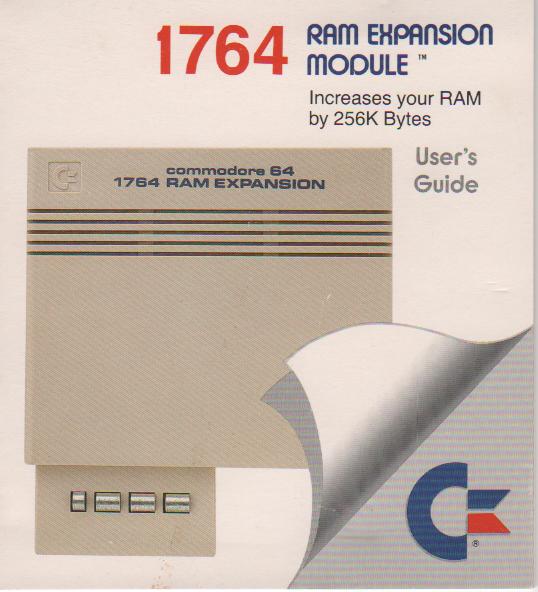 1764 RAM EXPANSION
MODULE™
Increases your RAM
by 256K Bytes
User's
Guide
commodore 64
1764 RAM EXPANSION
®